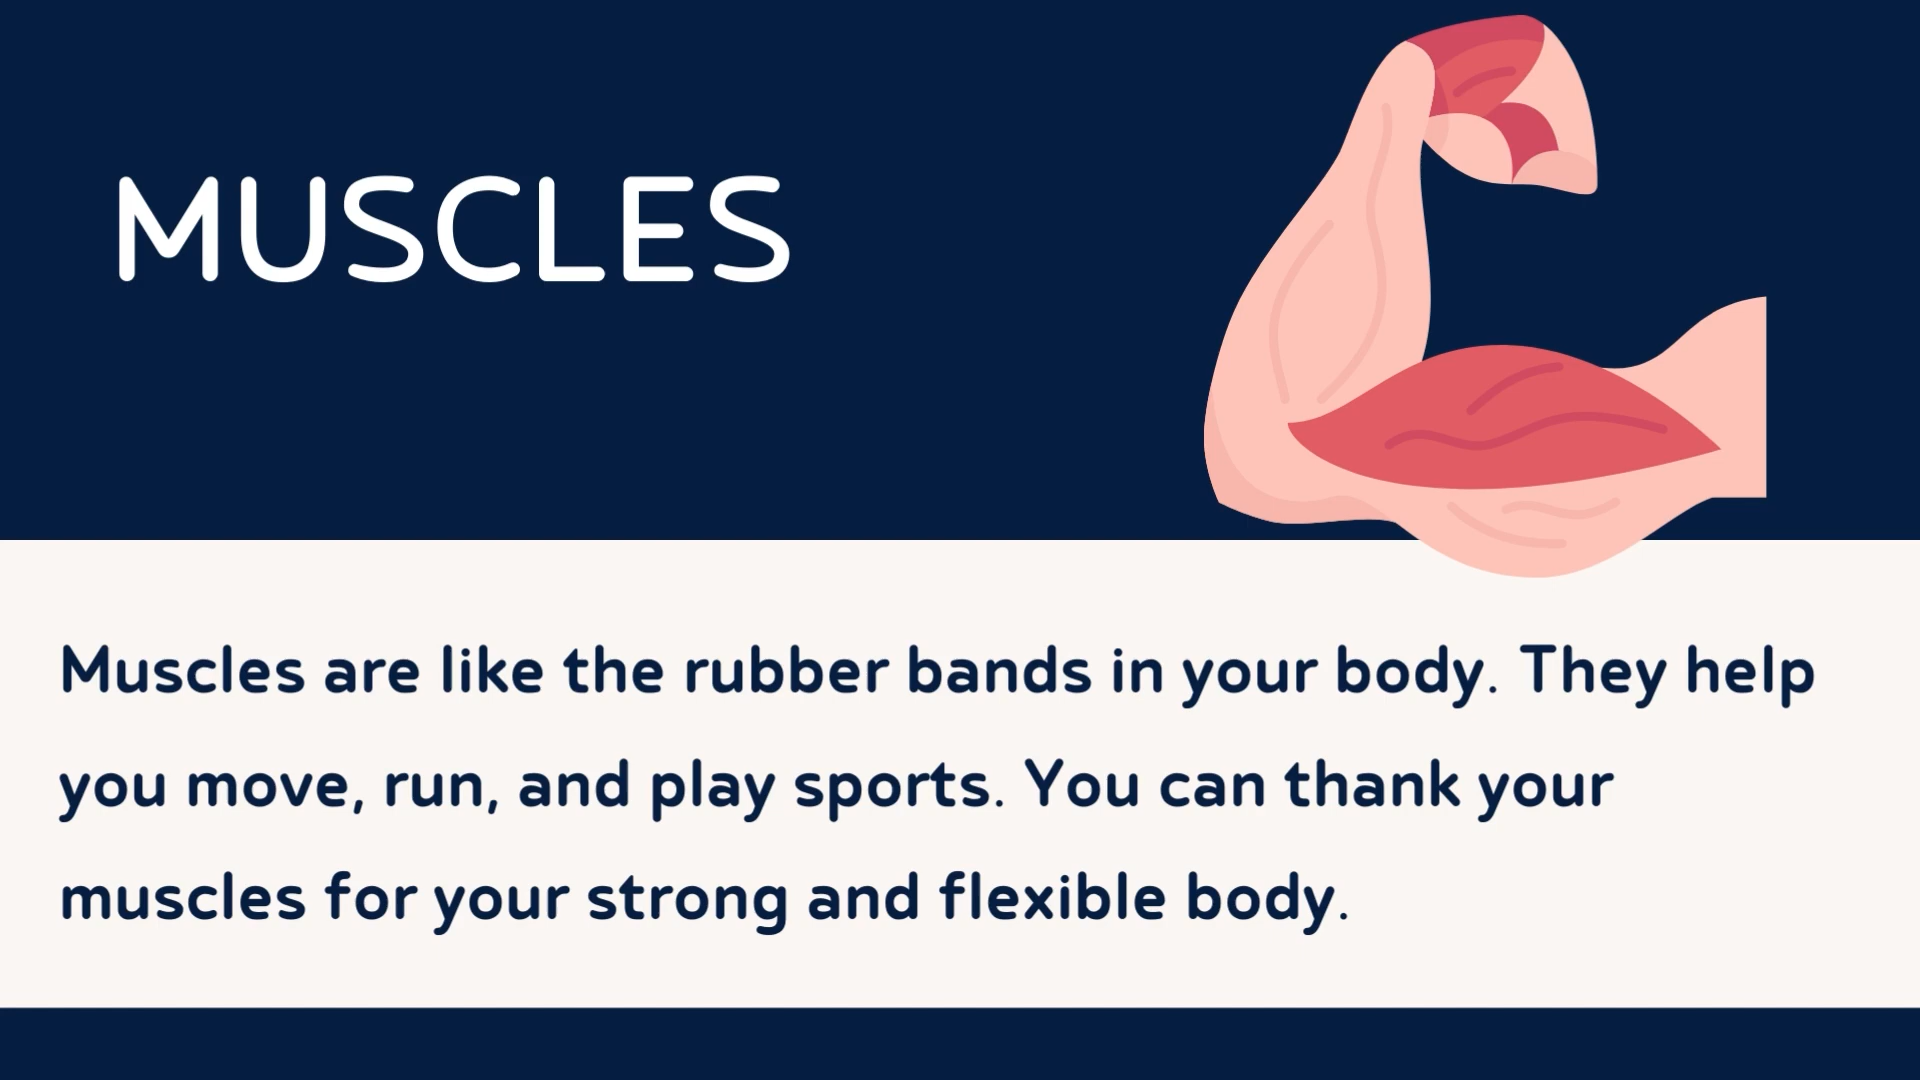 MUSCLES
Muscles are like the rubber bands in your body. They help
you move, run, and play sports. You can thank your
muscles for your strong and flexible body.